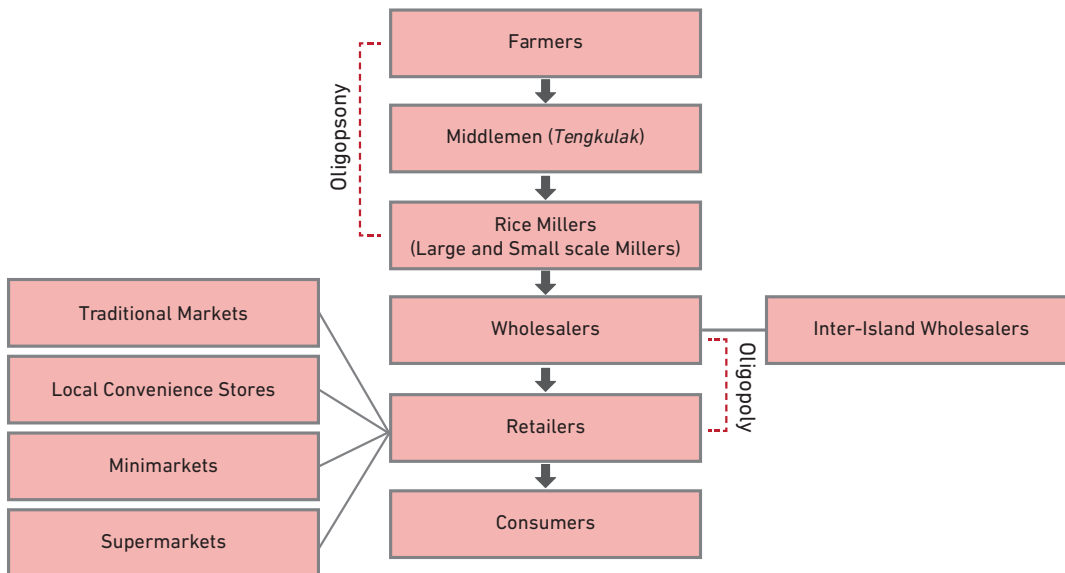 Farmers
Oligopsony
Middlemen (Tengkulak)
Rice Millers
(Large and Small scale Millers)
Traditional Markets
Wholesalers
Inter-Island Wholesalers
Oligopoly
Local Convenience Stores
Retailers
Minimarkets
Consumers
Supermarkets